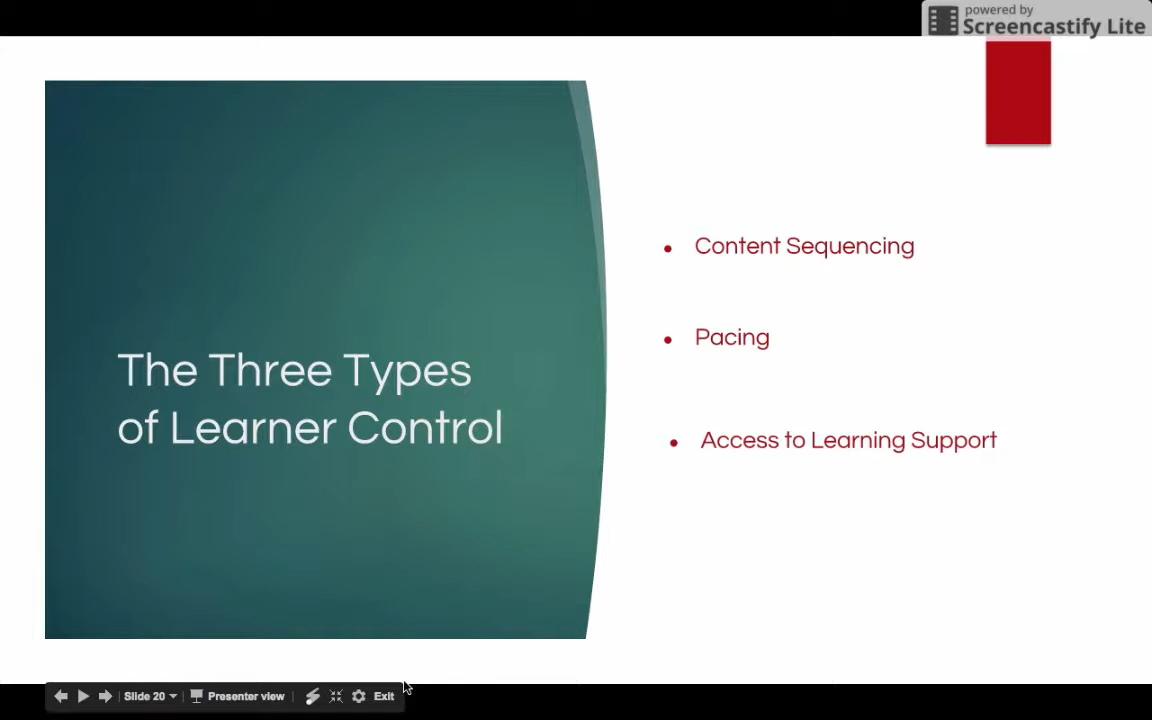 powered by
Screencastify Lite
The Three Types
of Learner Control
• Content Sequencing
• Pacing
• Access to Learning Support
Slide 20
Presenter view
Exit